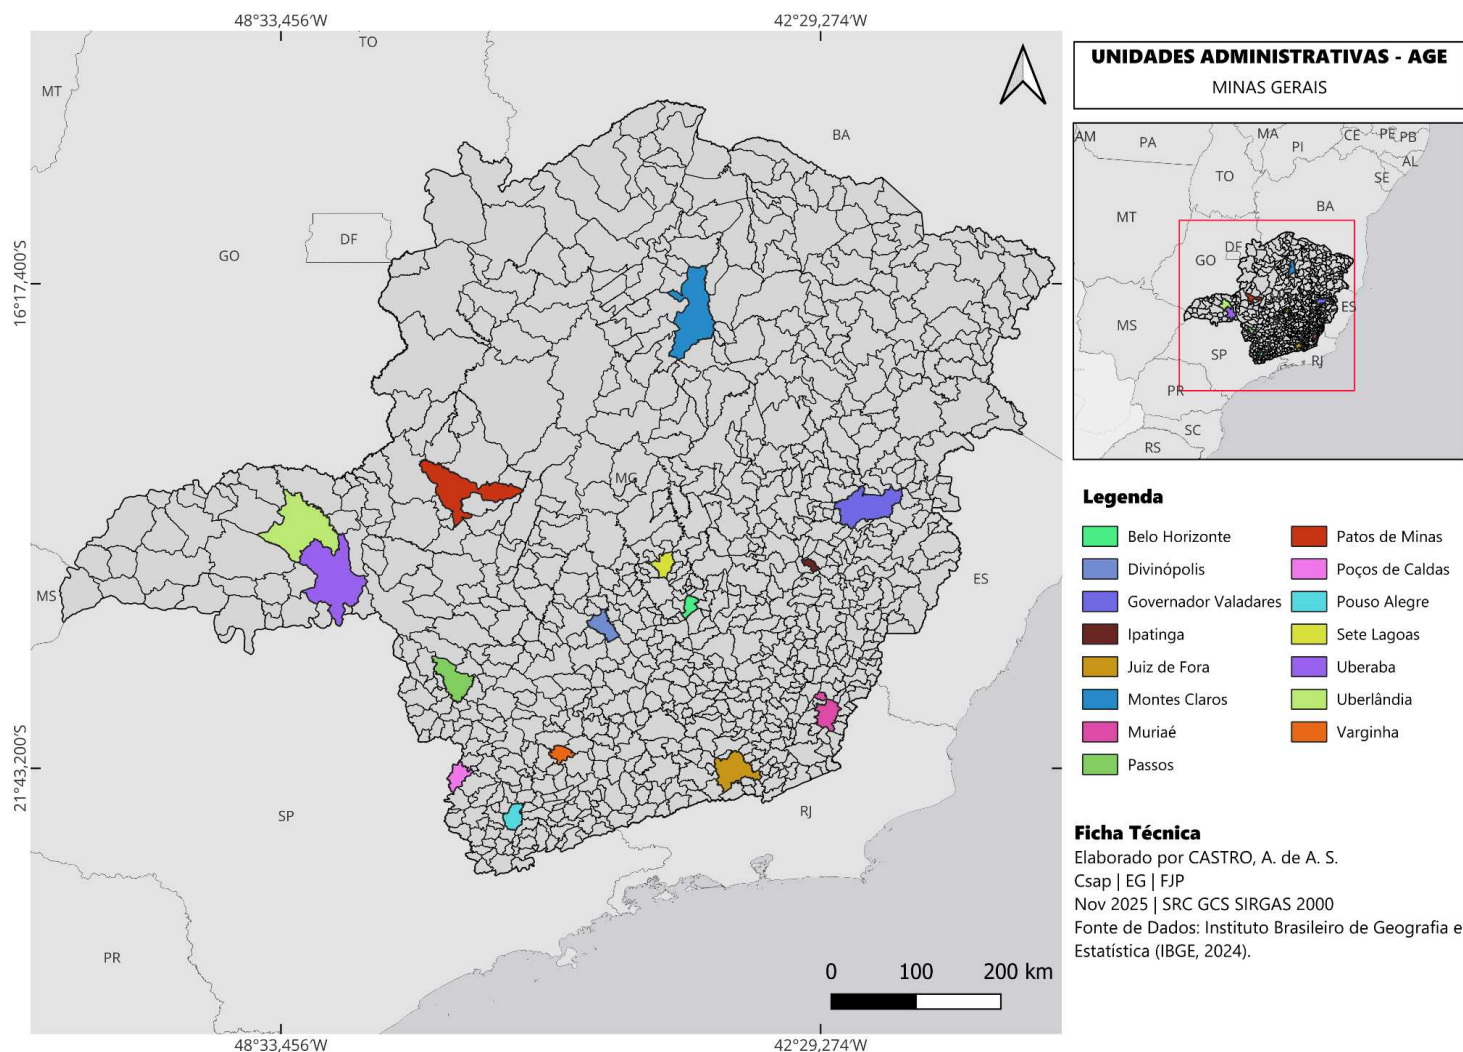 48°33,456'W
42°29,274'W
TO
MT
BA
DF
GO
16°17,400'S
MG
MS
ES
21°43,200'S
SP
RJ
PR
0 100 200 km
48°33,456'W
42°29,274'W
UNIDADES ADMINISTRATIVAS - AGE
MINAS GERAIS
AM
PA
MA
CE
PE
PB
PI
AL
TO
SE
BA
MT
DF
GO
ES
MS
SP
RJ
PR
SC
RS
Legenda
Belo Horizonte
Divinópolis
Governador Valadares
Ipatinga
Juiz de Fora
Montes Claros
Muriaé
Passos
Patos de Minas
Poços de Caldas
Pouso Alegre
Sete Lagoas
Uberaba
Uberlândia
Varginha
Ficha Técnica
Elaborado por CASTRO, A. de A. S.
Csap | EG | FJP
Nov 2025 | SRC GCS SIRGAS 2000
Fonte de Dados: Instituto Brasileiro de Geografia e
Estatística (IBGE, 2024).